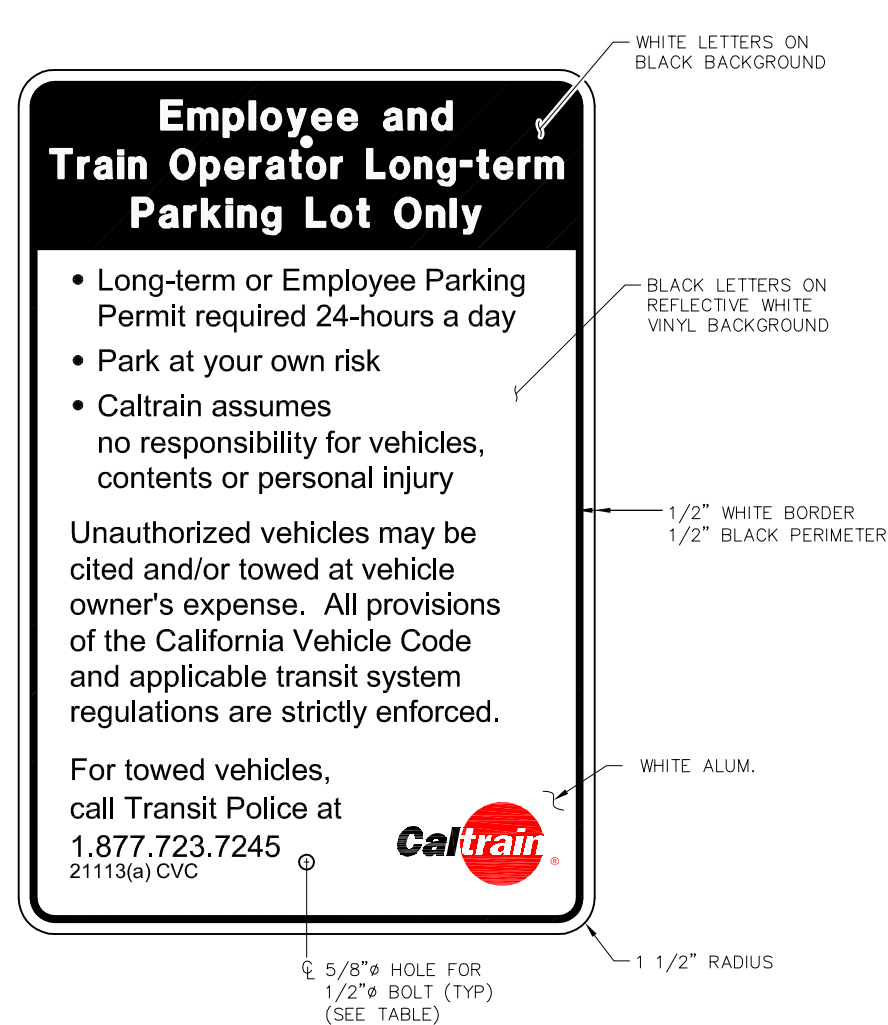 WHITE LETTERS ON
BLACK BACKGROUND
Employee and
Train Operator Long-term
Parking Lot Only
• Long-term or Employee Parking
Permit required 24-hours a day
• Park at your own risk
• Caltrain assumes
no responsibility for vehicles,
contents or personal injury
BLACK LETTERS ON
REFLECTIVE WHITE
VINYL BACKGROUND
1/2" WHITE BORDER
1/2" BLACK PERIMETER
Unauthorized vehicles may be
cited and/or towed at vehicle
owner's expense. All provisions
of the California Vehicle Code
and applicable transit system
regulations are strictly enforced.
WHITE ALUM.
For towed vehicles,
call Transit Police at
1.877.723.7245
21113(a) CVC
Caltrain®
1 1/2" RADIUS
℄ 5/8"ø HOLE FOR
1/2"ø BOLT (TYP)
(SEE TABLE)